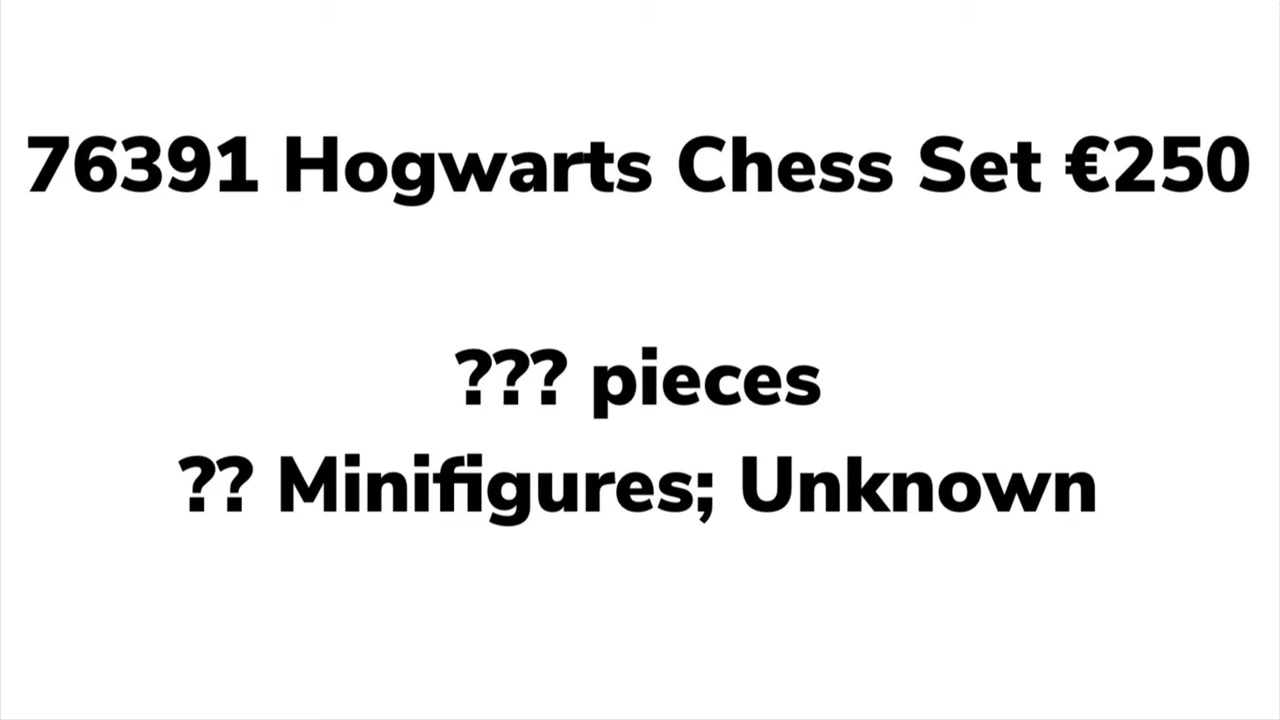 76391 Hogwarts Chess Set €250
??? pieces
?? Minifigures; Unknown